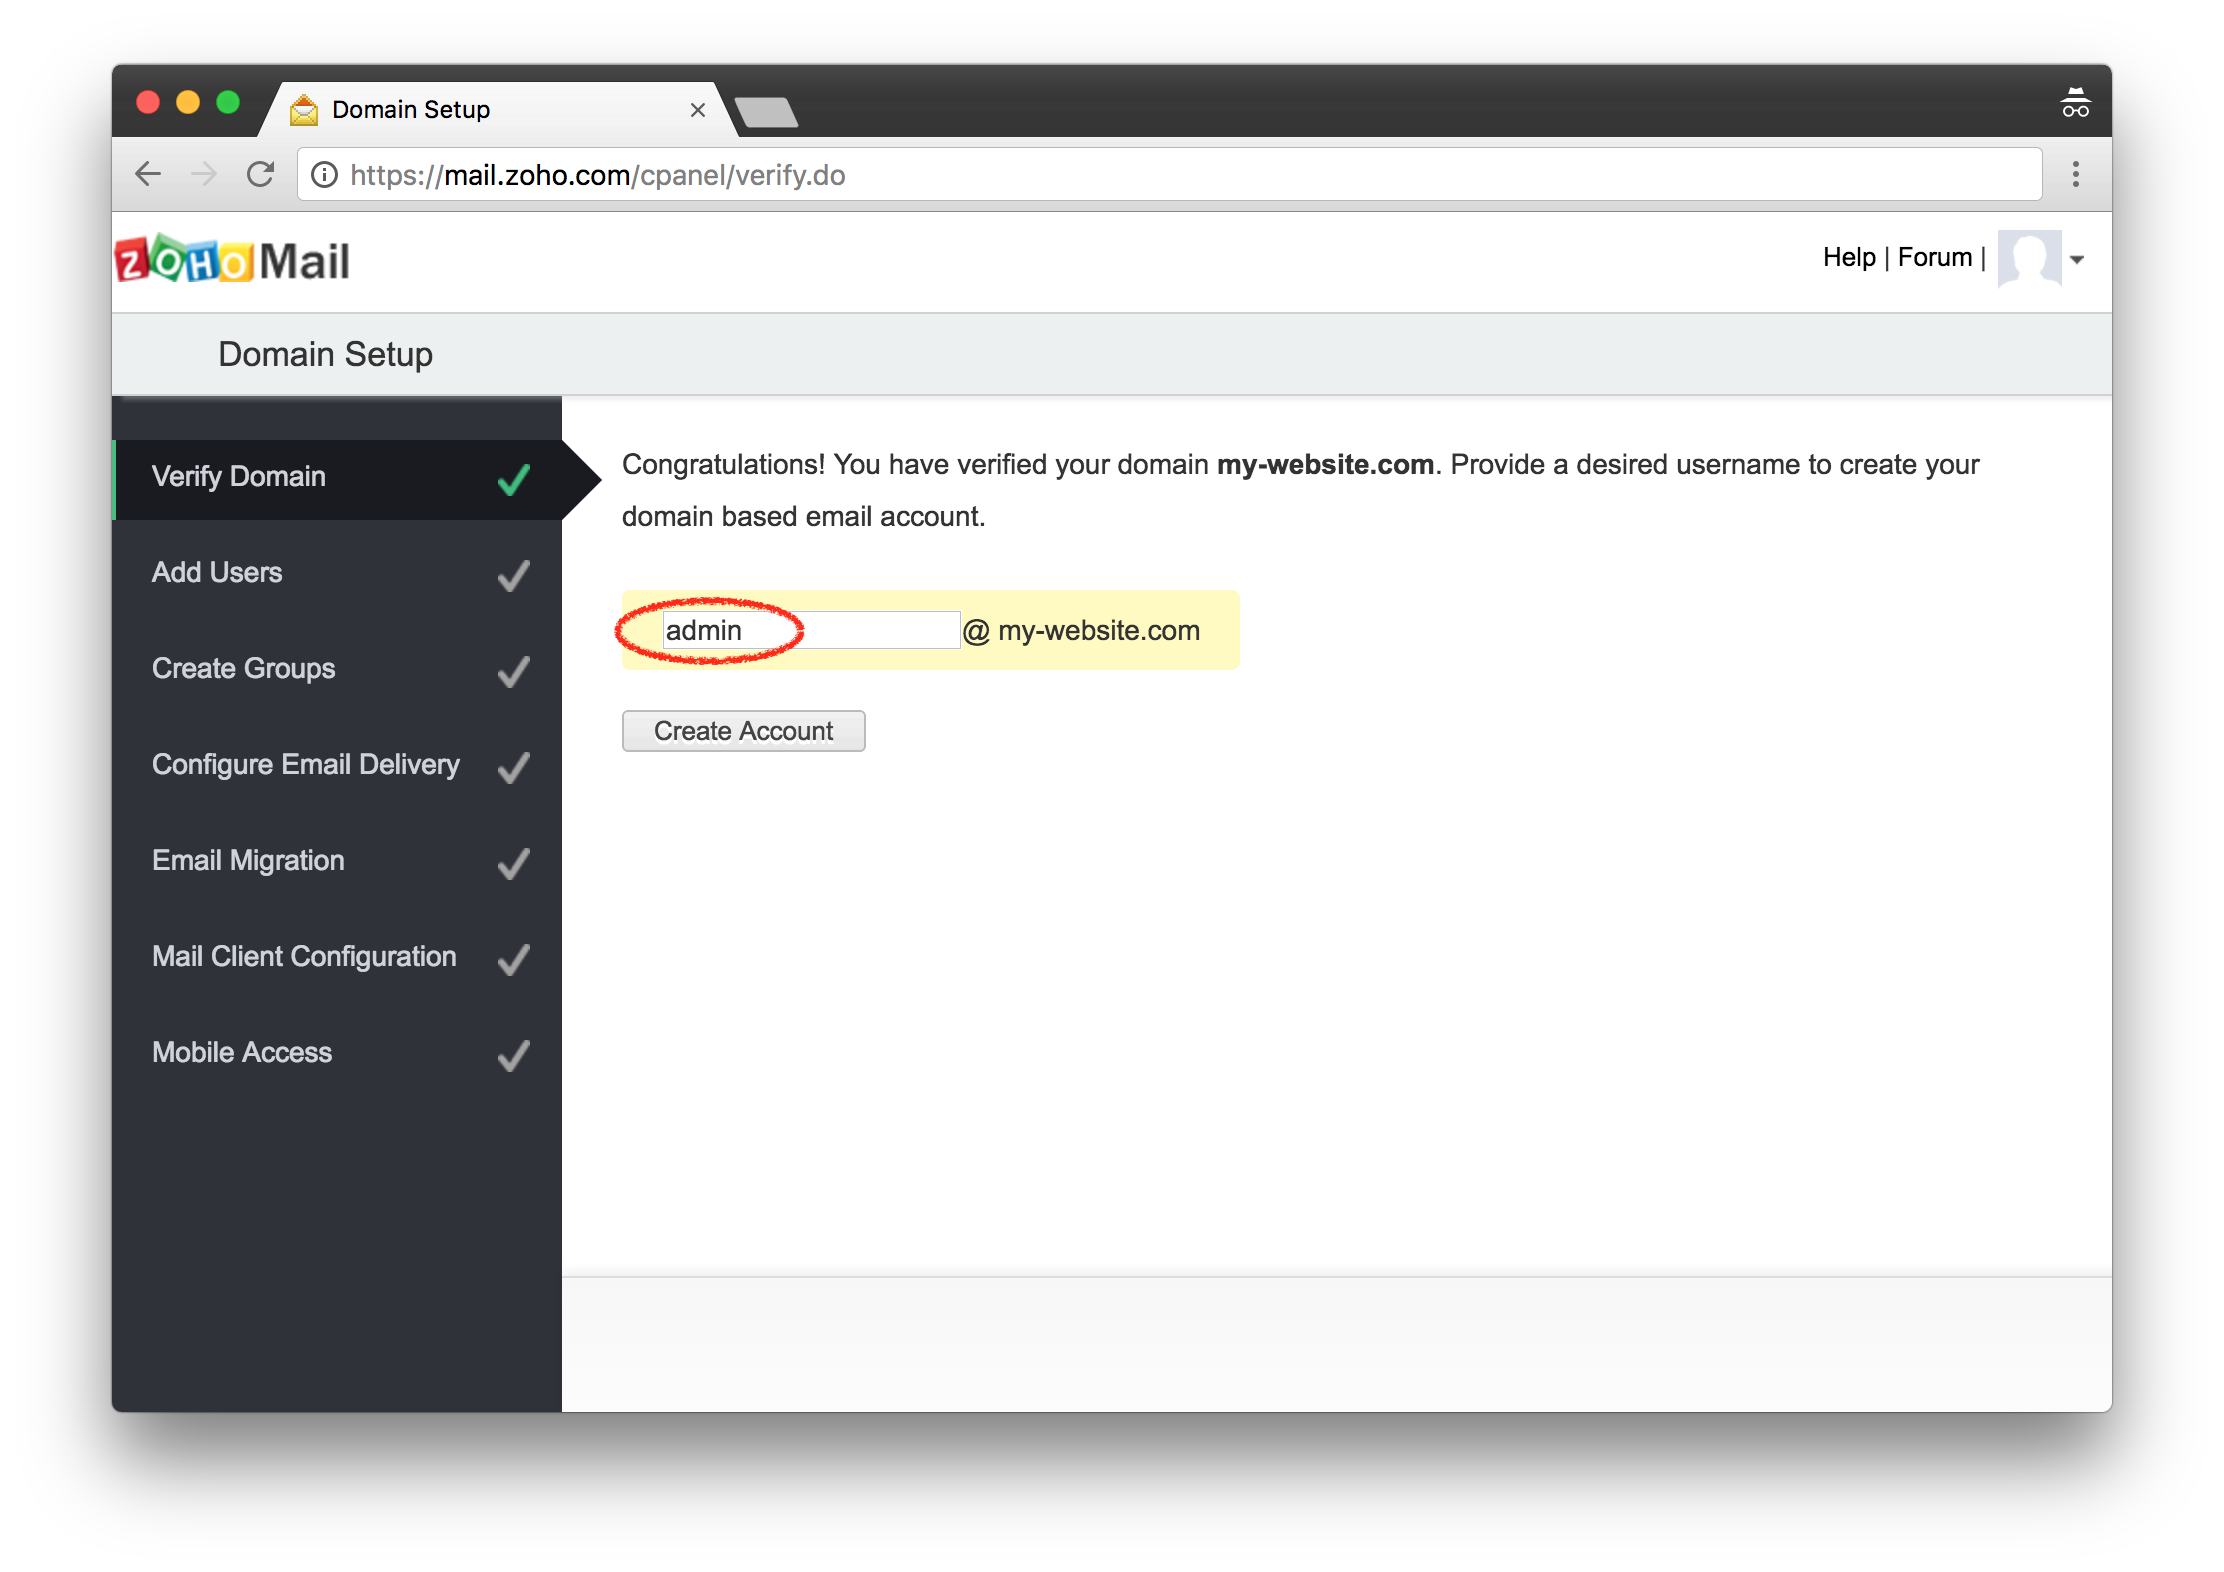 Domain Setup
https://mail.zoho.com/cpanel/verify.do
ZOHO Mail
Help | Forum |
Domain Setup
Verify Domain
Add Users
Create Groups
Configure Email Delivery
Email Migration
Mail Client Configuration
Mobile Access
Congratulations! You have verified your domain my-website.com. Provide a desired username to create your
domain based email account.
admin @ my-website.com
Create Account